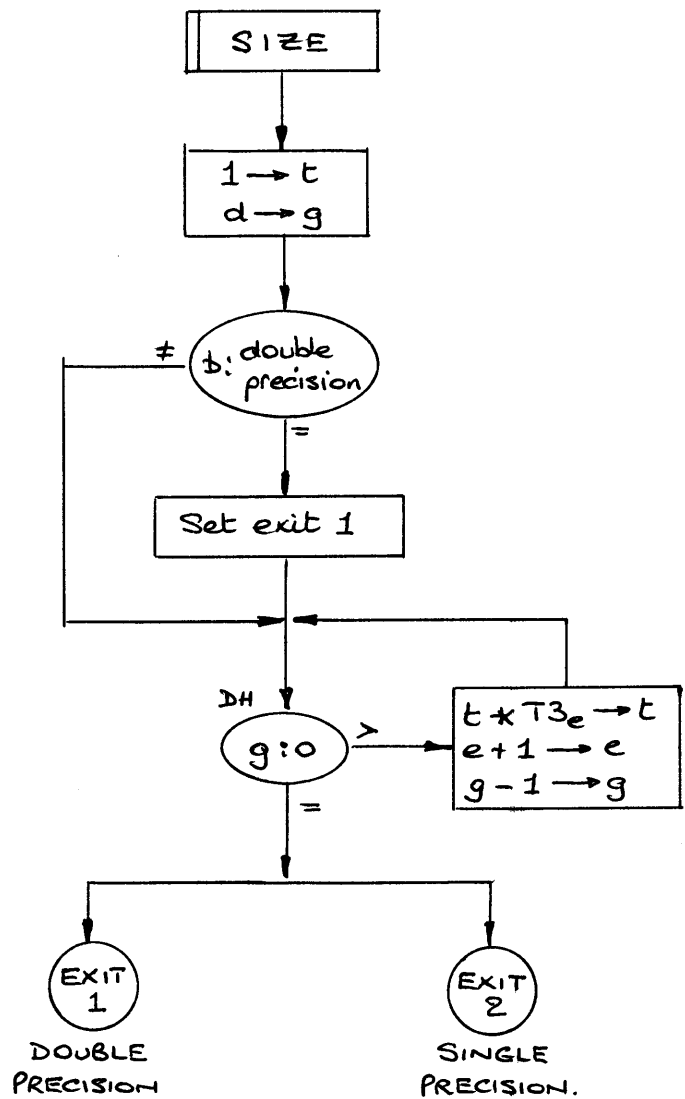 SIZE
1 → t
d → g
≠
D: double
precision
=
Set exit 1
DH
g:0
>
=
t * T3e → t
e + 1 → e
g - 1 → g
EXIT
1
DOUBLE
PRECISION
EXIT
2
SINGLE
PRECISION.